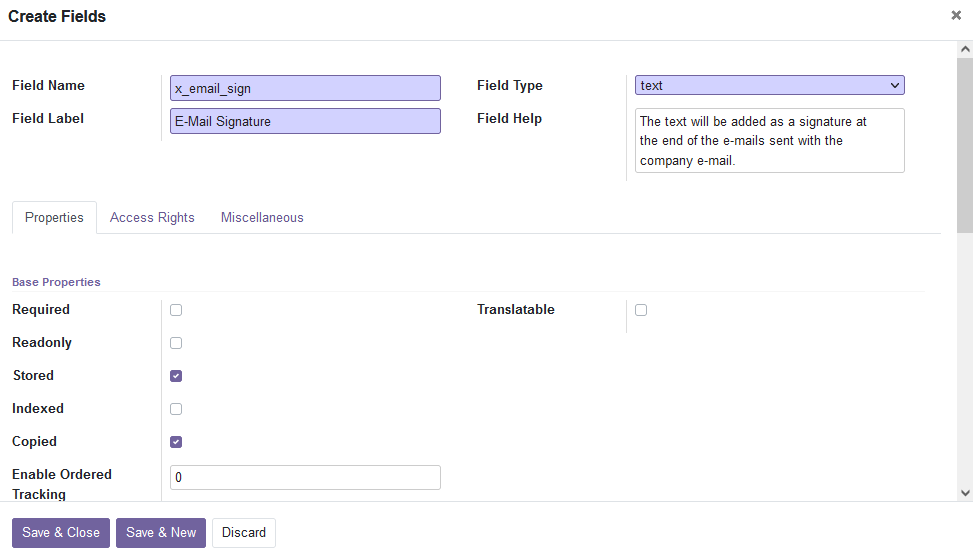 Create Fields
Field Name
x_email_sign
Field Type
text
Field Label
E-Mail Signature
Field Help
The text will be added as a signature at
the end of the e-mails sent with the
company e-mail.
Properties
Access Rights
Miscellaneous
Base Properties
Required
Translatable
Readonly
Stored
Indexed
Copied
Enable Ordered
Tracking
0
Save & Close
Save & New
Discard